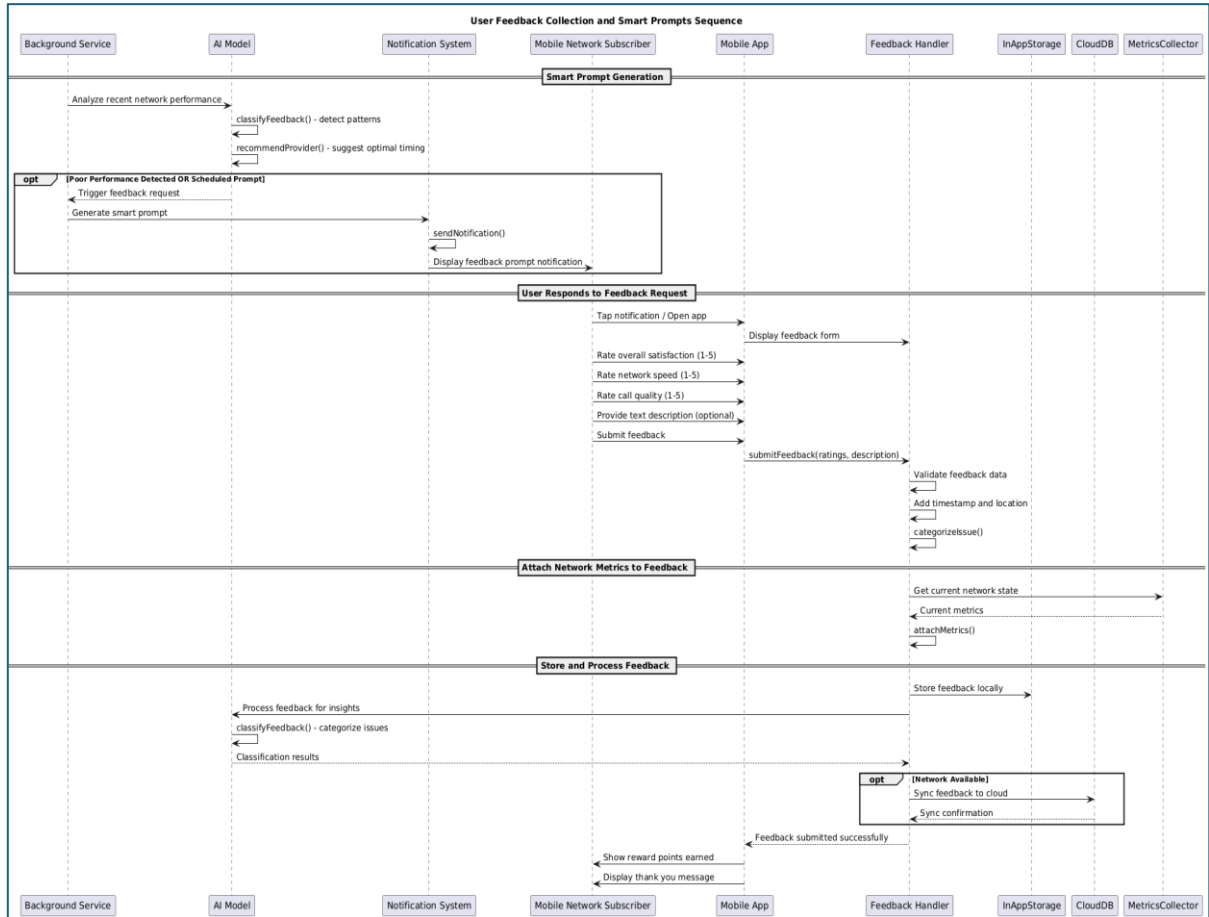 User Feedback Collection and Smart Prompts Sequence
Background Service AI Model Notification System Mobile Network Subscriber Mobile App Feedback Handler InAppStorage CloudDB MetricsCollector
Smart Prompt Generation
Analyze recent network performance
classifyFeedback() - detect patterns
recommendProvider() - suggest optimal timing
opt [Poor Performance Detected OR Scheduled Prompt]
Trigger feedback request
Generate smart prompt
sendNotification()
Display feedback prompt notification
User Responds to Feedback Request
Tap notification / Open app
Display feedback form
Rate overall satisfaction (1-5)
Rate network speed (1-5)
Rate call quality (1-5)
Provide text description (optional)
Submit feedback
submitFeedback(ratings, description)
Validate feedback data
Add timestamp and location
categorizeIssue()
Attach Network Metrics to Feedback
Get current network state
Current metrics
attachMetrics()
Store and Process Feedback
Store feedback locally
Process feedback for insights
classifyFeedback() - categorize issues
Classification results
opt [Network Available]
Sync feedback to cloud
Sync confirmation
Feedback submitted successfully
Show reward points earned
Display thank you message
Background Service AI Model Notification System Mobile Network Subscriber Mobile App Feedback Handler InAppStorage CloudDB MetricsCollector